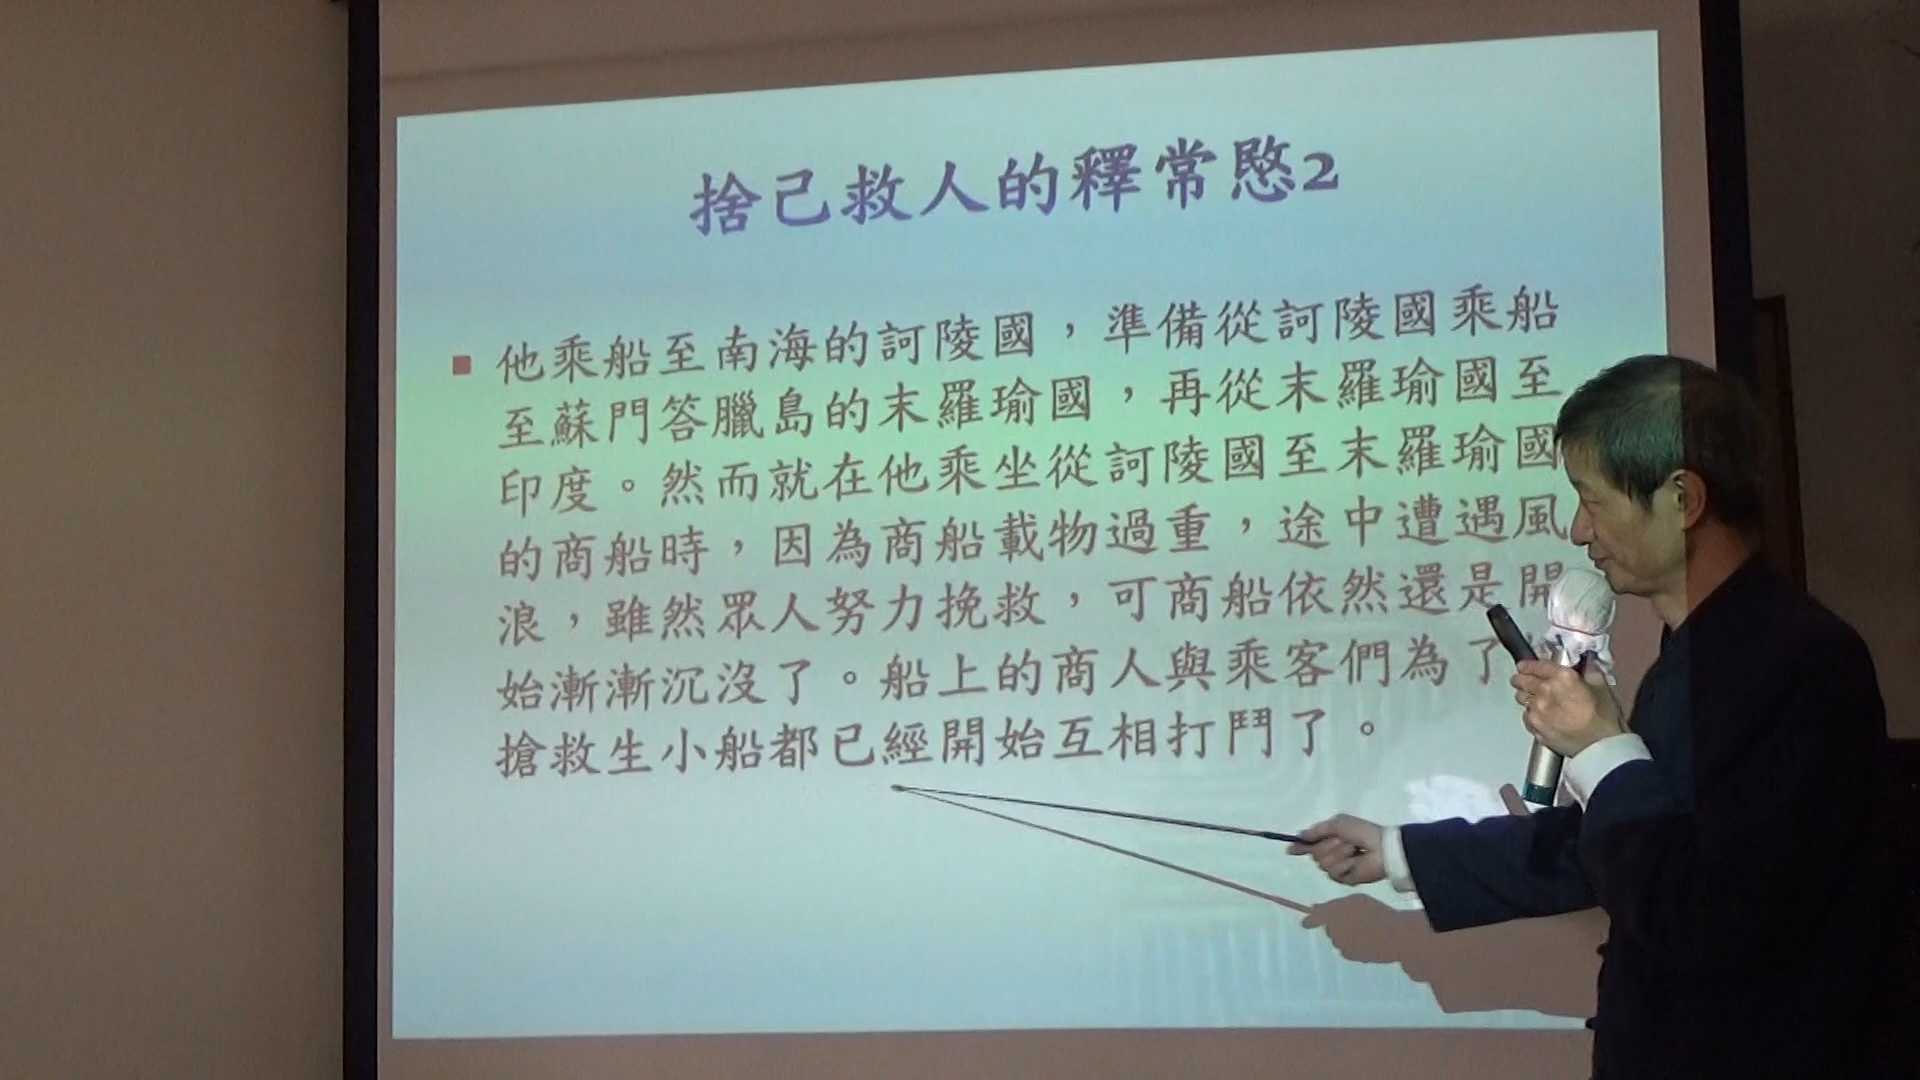 捨己救人的釋常愍2
▪ 他乘船至南海的訶陵國，準備從訶陵國乘船
至蘇門答臘島的末羅瑜國，再從末羅瑜國至
印度。然而就在他乘坐從訶陵國至末羅瑜國
的商船時，因為商船載物過重，途中遭遇風
浪，雖然眾人努力挽救，可商船依然還是開
始漸漸沉沒了。船上的商人與乘客們為了
搶救生小船都已經開始互相打鬥了。